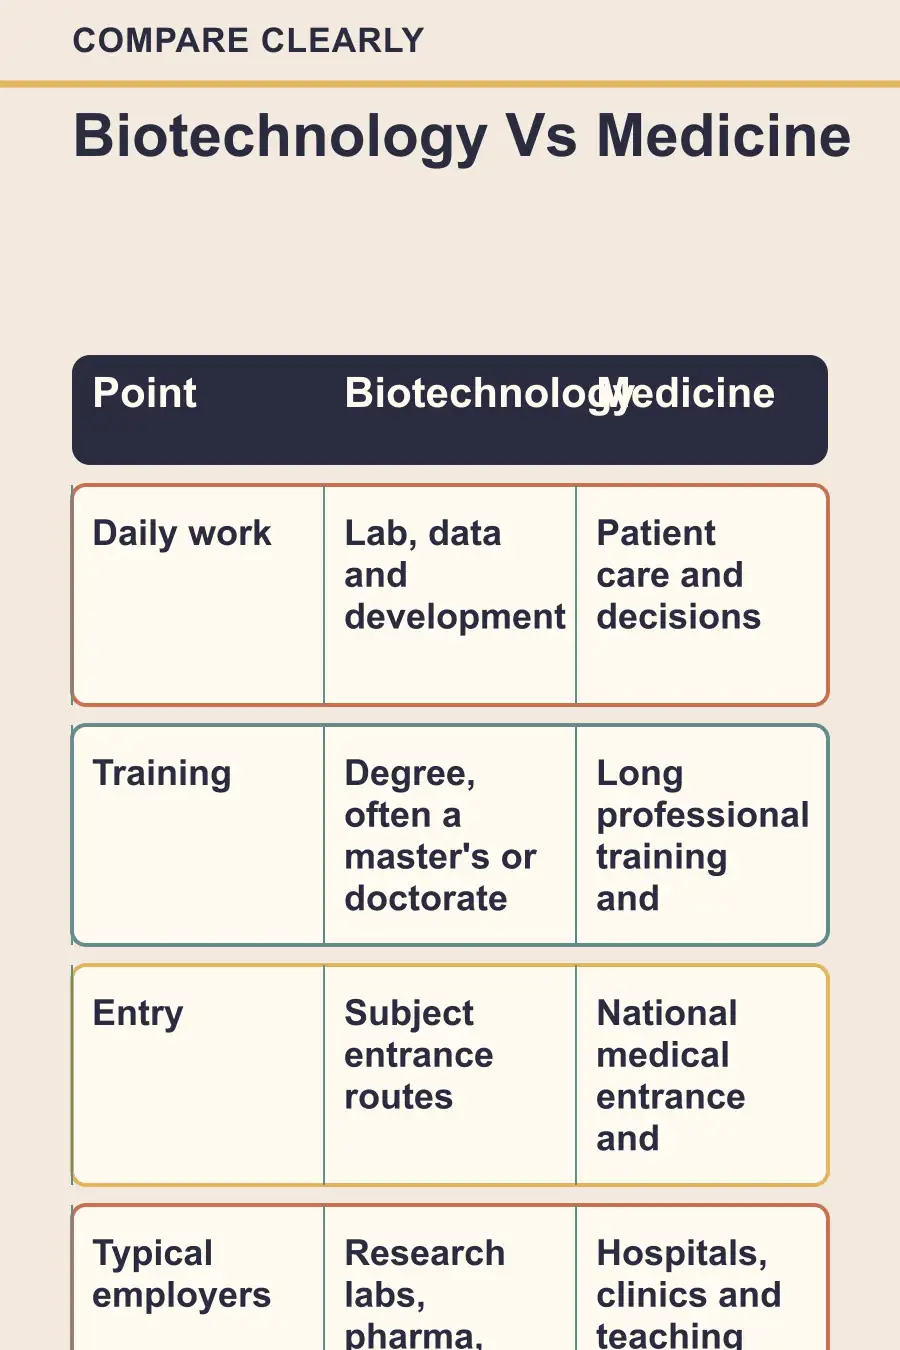 COMPARE CLEARLY
Biotechnology Vs Medicine
Point
Biotechnology
Medicine
Daily work
Lab, data
and
development
Patient
care and
decisions
Training
Degree,
often a
master's or
doctorate
Long
professional
training
and
Entry
Subject
entrance
routes
National
medical
entrance
and
Typical
employers
Research
labs,
pharma,
Hospitals,
clinics and
teaching